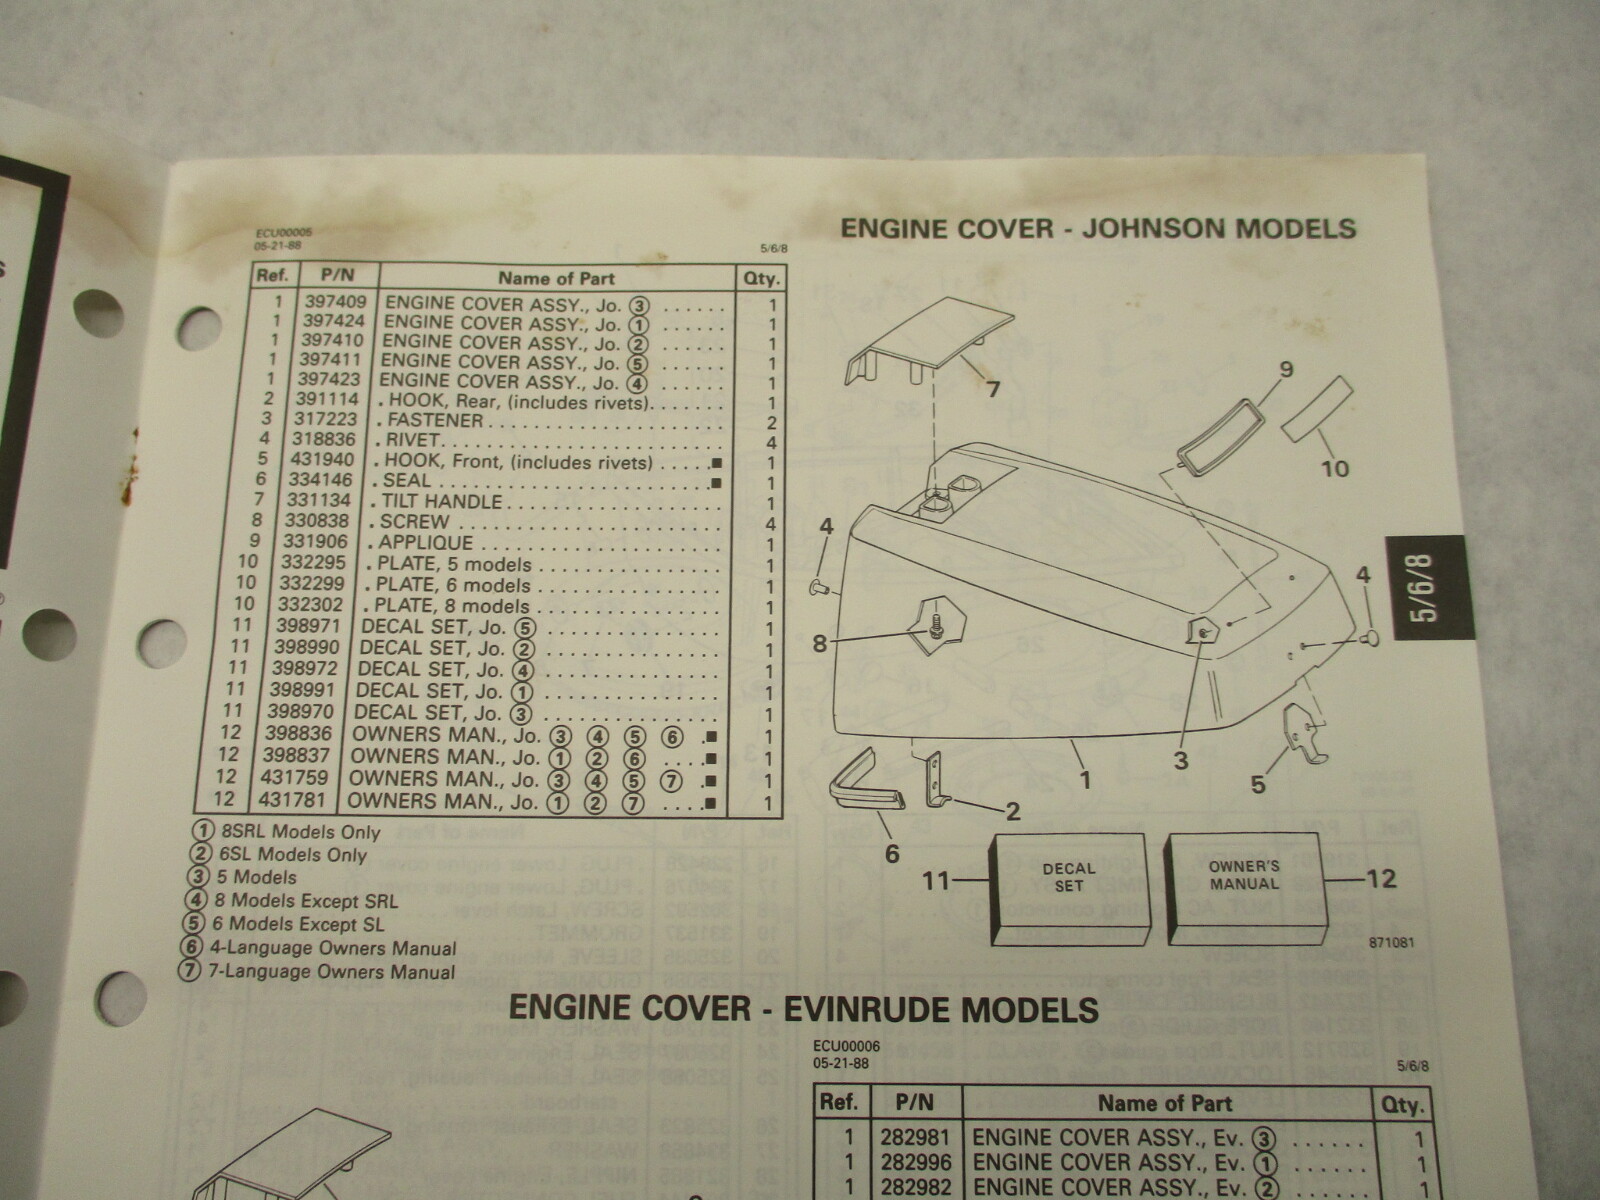 ENGINE COVER - JOHNSON MODELS
ECU00005
05-21-88
5/6/8
Ref. P/N Name of Part Qty.
1 397409 ENGINE COVER ASSY., Jo. ③ ...... 1
1 397424 ENGINE COVER ASSY., Jo. ① ...... 1
1 397410 ENGINE COVER ASSY., Jo. ② ...... 1
1 397411 ENGINE COVER ASSY., Jo. ⑤ ...... 1
1 397423 ENGINE COVER ASSY., Jo. ④ ...... 1
2 391114 . HOOK, Rear, (includes rivets)....... 1
3 317223 . FASTENER .................... 2
4 318836 . RIVET........................ 4
5 431940 . HOOK, Front, (includes rivets) .....■ 1
6 334146 . SEAL ........................■ 1
7 331134 . TILT HANDLE.................. 1
8 330838 . SCREW ...................... 4
9 331906 . APPLIQUE .................... 1
10 332295 . PLATE, 5 models ............... 1
10 332299 . PLATE, 6 models ............... 1
10 332302 . PLATE, 8 models ............... 1
11 398971 DECAL SET, Jo. ⑤ .............. 1
11 398990 DECAL SET, Jo. ② .............. 1
11 398972 DECAL SET, Jo. ④ .............. 1
11 398991 DECAL SET, Jo. ① .............. 1
11 398970 DECAL SET, Jo. ③ .............. 1
12 398836 OWNERS MAN., Jo. ③ ④ ⑤ ⑥ .■ 1
12 398837 OWNERS MAN., Jo. ① ② ⑥ ....■ 1
12 431759 OWNERS MAN., Jo. ③ ④ ⑤ ⑦ .■ 1
12 431781 OWNERS MAN., Jo. ① ② ⑦ ....■ 1
① 8SRL Models Only
② 6SL Models Only
③ 5 Models
④ 8 Models Except SRL
⑤ 6 Models Except SL
⑥ 4-Language Owners Manual
⑦ 7-Language Owners Manual
7
9
10
4
8
4
3
1
5
2
6
11
DECAL
SET
OWNER'S
MANUAL
12
871081
5/6/8
ENGINE COVER - EVINRUDE MODELS
ECU00006
05-21-88
5/6/8
Ref. P/N Name of Part Qty.
1 282981 ENGINE COVER ASSY., Ev. ③ ...... 1
1 282996 ENGINE COVER ASSY., Ev. ① ...... 1
1 282982 ENGINE COVER ASSY., Ev. ② ...... 1